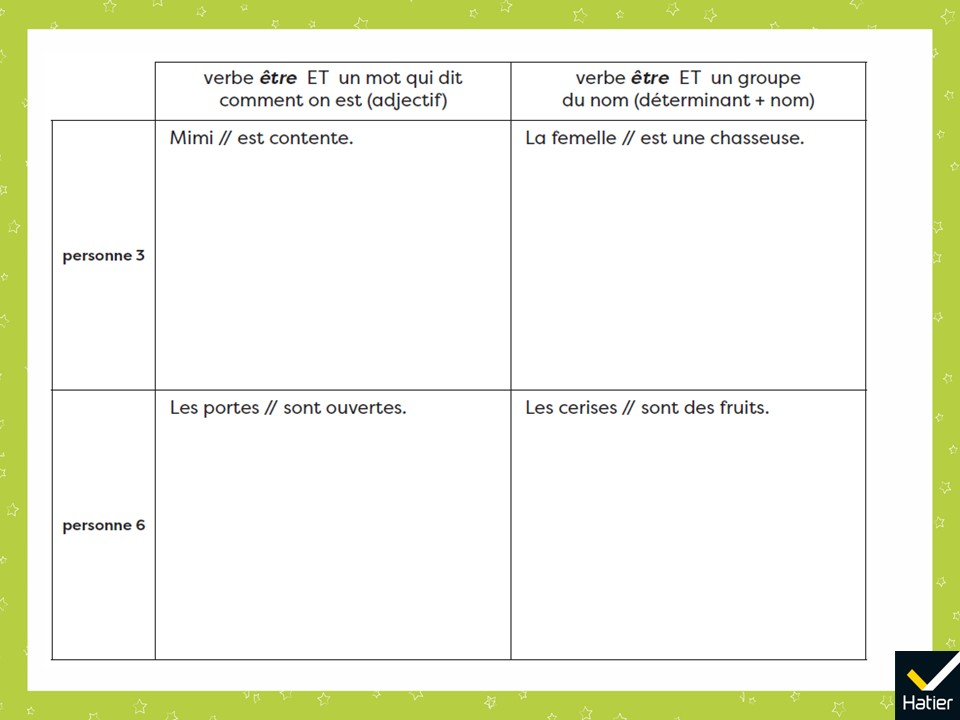 verbe être ET un mot qui dit
comment on est (adjectif)
verbe être ET un groupe
du nom (déterminant + nom)
personne 3
Mimi // est contente.
La femelle // est une chasseuse.
personne 6
Les portes // sont ouvertes.
Les cerises // sont des fruits.
Hatier